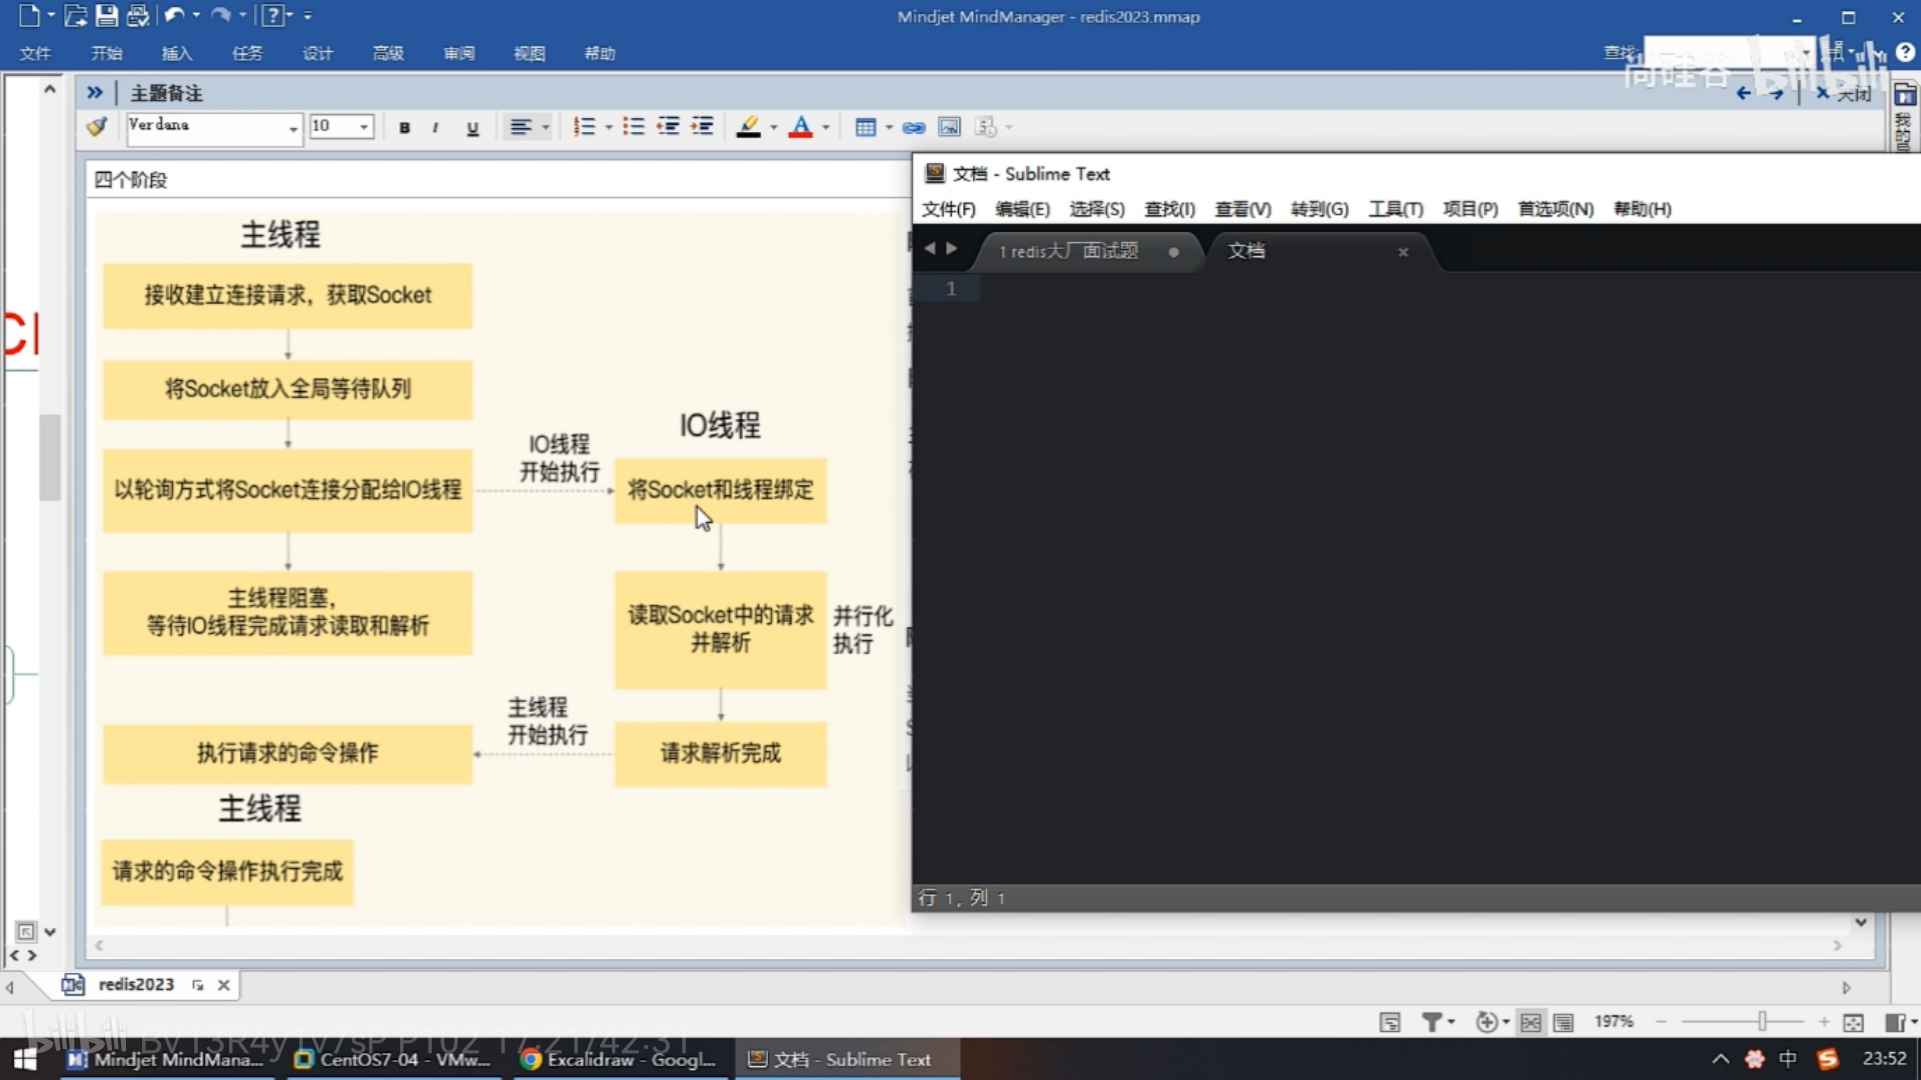 Mindjet MindManager - redis2023.mmap
文件 开始 插入 任务 设计 高级 审阅 视图 帮助
查找
尚硅谷 bilibili
主题备注
关闭
我的
Verdana 10 B I U
四个阶段
主线程
接收建立连接请求，获取Socket
将Socket放入全局等待队列
以轮询方式将Socket连接分配给IO线程
主线程阻塞，
等待IO线程完成请求读取和解析
IO线程
开始执行
IO线程
将Socket和线程绑定
读取Socket中的请求
并解析
并行化
执行
请求解析完成
主线程
开始执行
执行请求的命令操作
主线程
请求的命令操作执行完成
文档 - Sublime Text
文件(F) 编辑(E) 选择(S) 查找(I) 查看(V) 转到(G) 工具(T) 项目(P) 首选项(N) 帮助(H)
1 redis大厂面试题 文档
1
行 1, 列 1
redis2023
197%
bilibili BV13R4y1v7sP P102 17:21/42:31
Mindjet MindMana... CentOS7-04 - VMw... Excalidraw - Googl... 文档 - Sublime Text
中 23:52